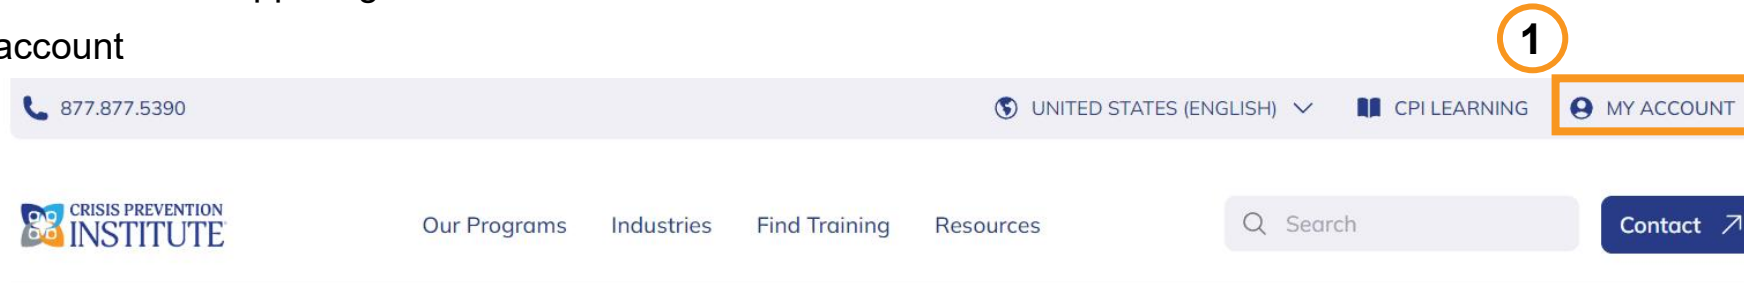 account
1
877.877.5390
UNITED STATES (ENGLISH)
CPI LEARNING
MY ACCOUNT
CRISIS PREVENTION
INSTITUTE
Our Programs
Industries
Find Training
Resources
Search
Contact